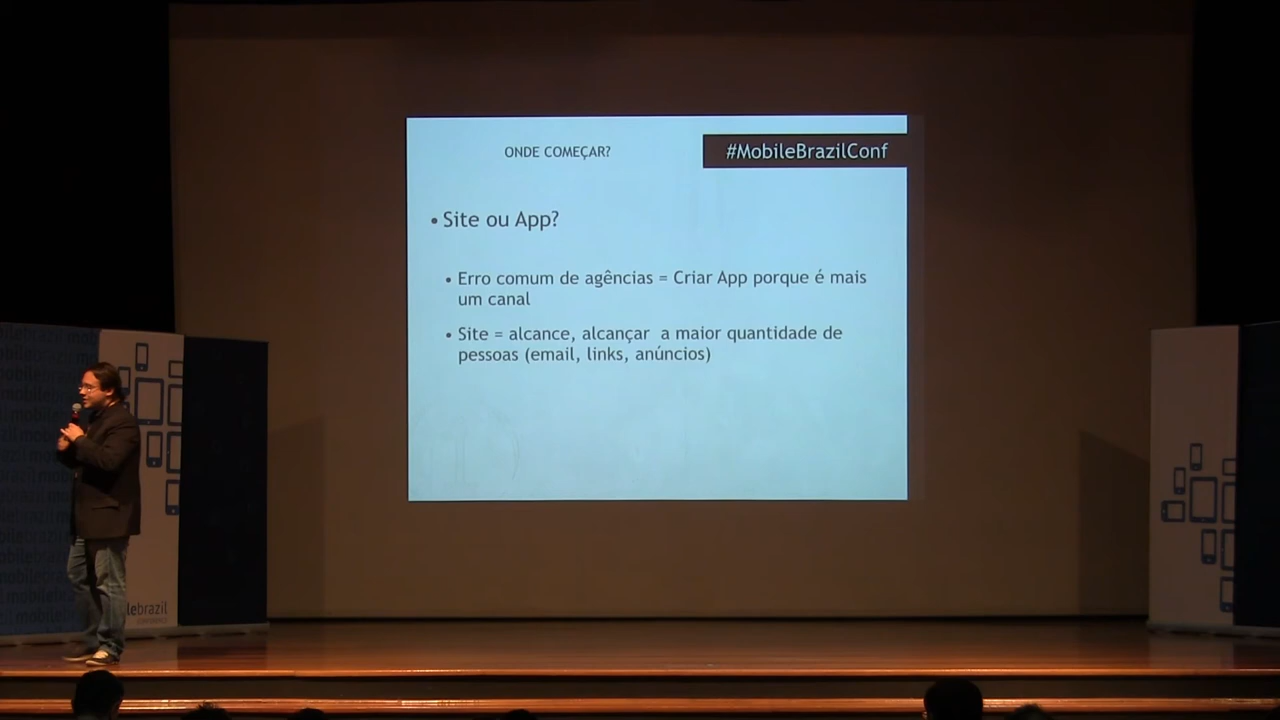 ONDE COMEÇAR?
#MobileBrazilConf
• Site ou App?
• Erro comum de agências = Criar App porque é mais
um canal
• Site = alcance, alcançar a maior quantidade de
pessoas (email, links, anúncios)
lebrazil